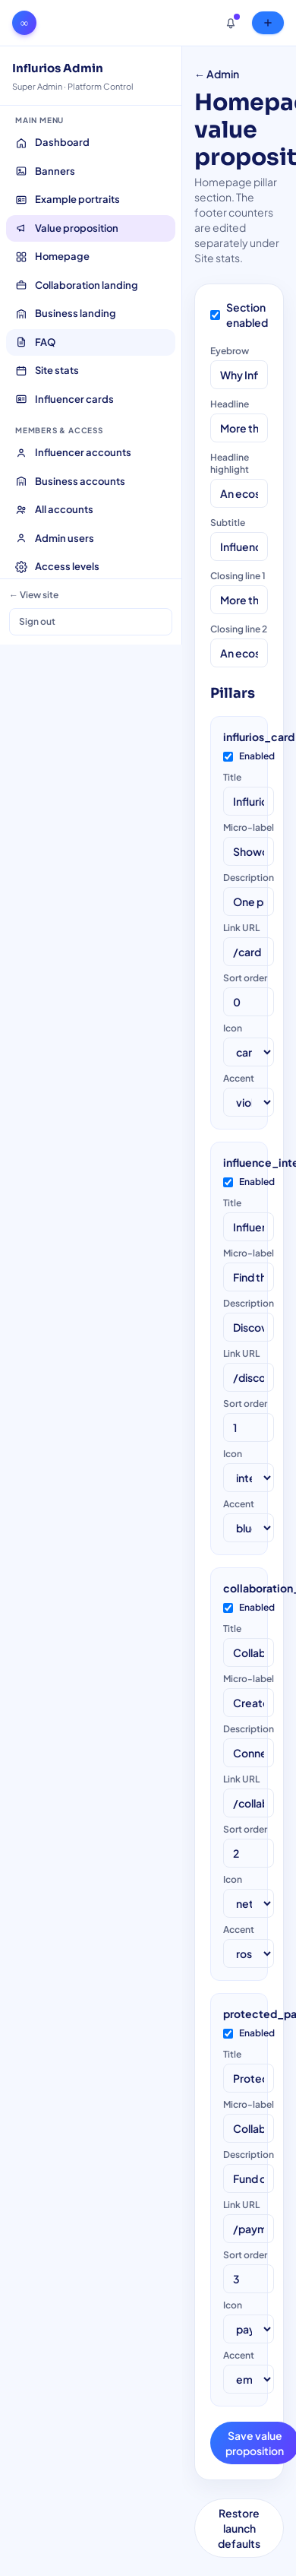 Influrios Admin
Super Admin · Platform Control
MAIN MENU
Dashboard
Banners
Example portraits
Value proposition
Homepage
Collaboration landing
Business landing
FAQ
Site stats
Influencer cards
MEMBERS & ACCESS
Influencer accounts
Business accounts
All accounts
Admin users
Access levels
← View site
Sign out
← Admin
Homepag
value
proposit
Homepage pillar
section. The
footer counters
are edited
separately under
Site stats.
Section
enabled
Eyebrow
Why Inf
Headline
More th
Headline
highlight
An ecos
Subtitle
Influenc
Closing line 1
More th
Closing line 2
An ecos
Pillars
influrios_card
Enabled
Title
Influric
Micro-label
Showc
Description
One p
Link URL
/card
Sort order
0
Icon
car
Accent
vio
influence_inte
Enabled
Title
Influer
Micro-label
Find th
Description
Discov
Link URL
/disco
Sort order
1
Icon
inte
Accent
blu
collaboration_
Enabled
Title
Collab
Micro-label
Create
Description
Conne
Link URL
/collab
Sort order
2
Icon
net
Accent
ros
protected_pa
Enabled
Title
Protec
Micro-label
Collab
Description
Fund c
Link URL
/paym
Sort order
3
Icon
pay
Accent
em
Save value
proposition
Restore
launch
defaults